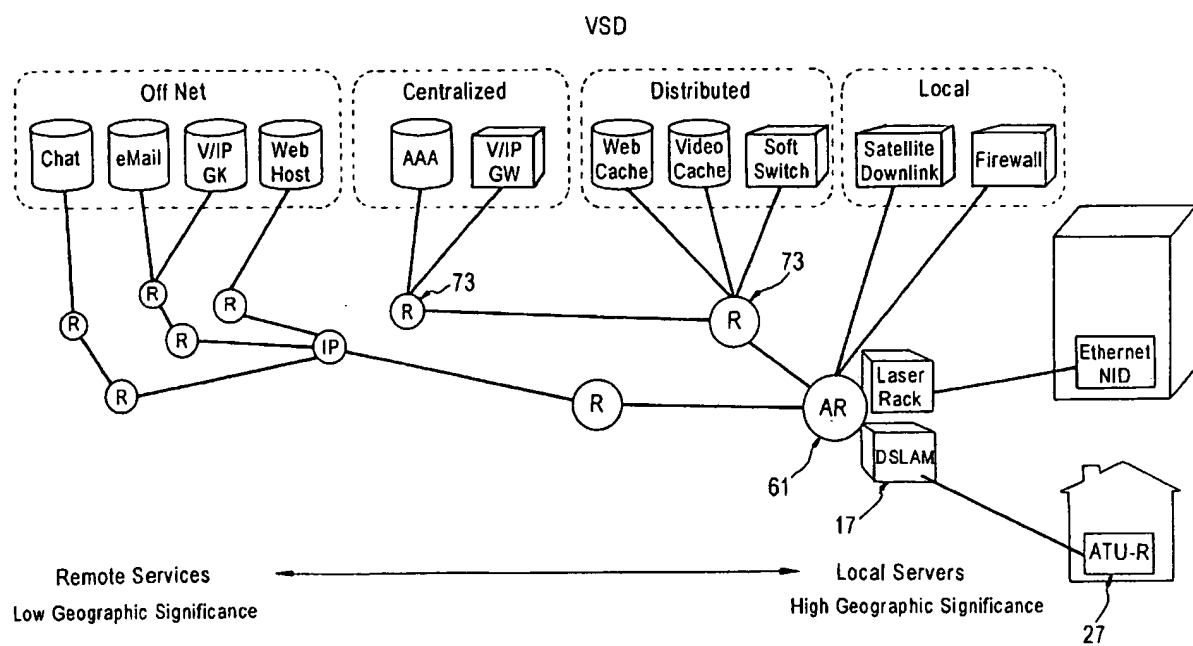 VSD
Off Net
Centralized
Distributed
Local
Chat
eMail
V/IP
GK
Web
Host
AAA
V/IP
GW
Web
Cache
Video
Cache
Soft
Switch
Satellite
Downlink
Firewall
73
73
R
R
R
R
R
R
R
IP
R
AR
Laser
Rack
Ethernet
NID
61
DSLAM
17
ATU-R
27
Remote Services
Low Geographic Significance
Local Servers
High Geographic Significance